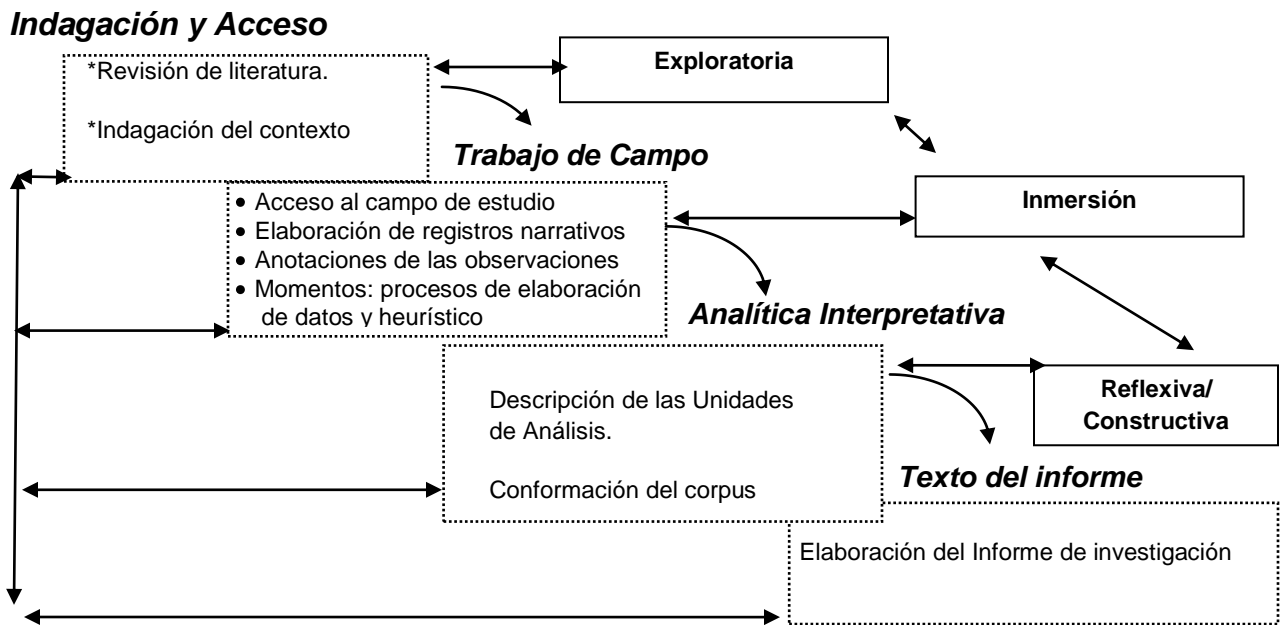 Indagación y Acceso
*Revisión de literatura.
Exploratoria
*Indagación del contexto
Trabajo de Campo
• Acceso al campo de estudio
• Elaboración de registros narrativos
• Anotaciones de las observaciones
• Momentos: procesos de elaboración
de datos y heurístico
Inmersión
Analítica Interpretativa
Descripción de las Unidades
de Análisis.
Conformación del corpus
Reflexiva/
Constructiva
Texto del informe
Elaboración del Informe de investigación